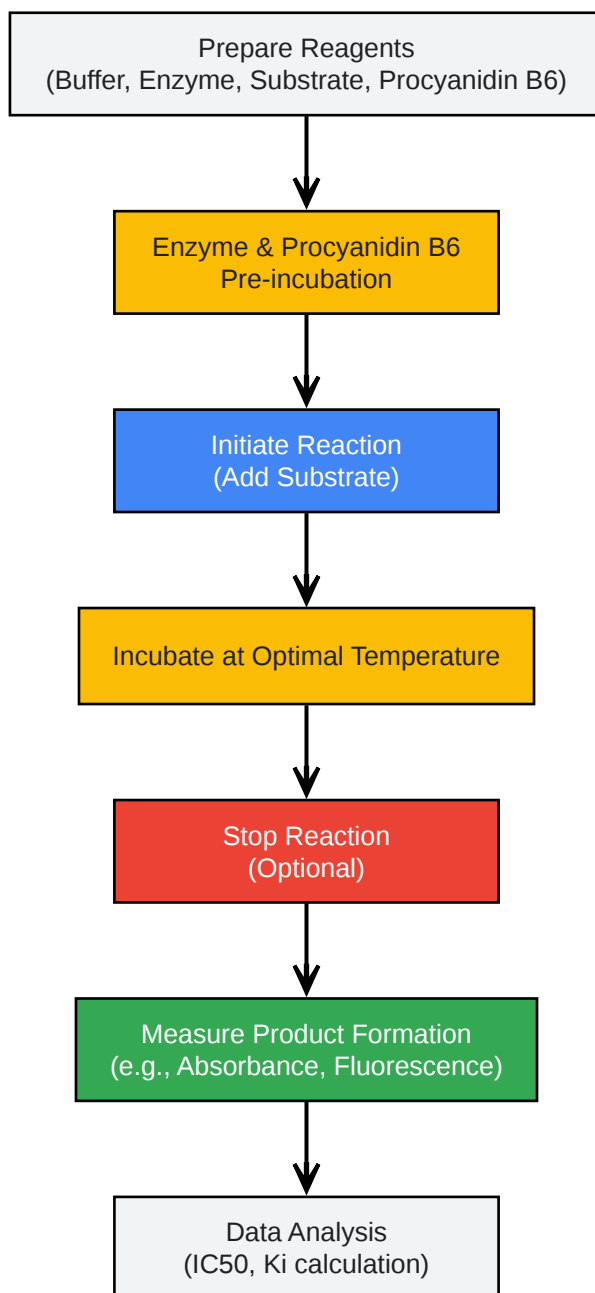 Prepare Reagents
(Buffer, Enzyme, Substrate, Procyanidin B6)
Enzyme & Procyanidin B6
Pre-incubation
Initiate Reaction
(Add Substrate)
Incubate at Optimal Temperature
Stop Reaction
(Optional)
Measure Product Formation
(e.g., Absorbance, Fluorescence)
Data Analysis
(IC50, Ki calculation)